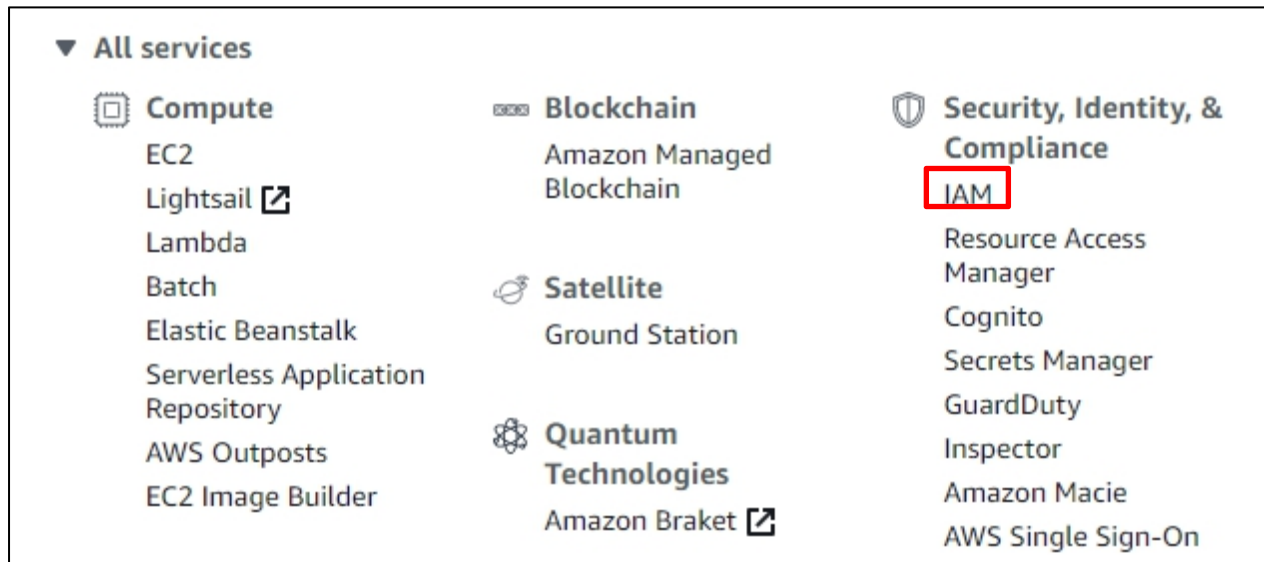 All services
Compute
EC2
Lightsail
Lambda
Batch
Elastic Beanstalk
Serverless Application
Repository
AWS Outposts
EC2 Image Builder
Blockchain
Amazon Managed
Blockchain
Satellite
Ground Station
Quantum
Technologies
Amazon Braket
Security, Identity, &
Compliance
IAM
Resource Access
Manager
Cognito
Secrets Manager
GuardDuty
Inspector
Amazon Macie
AWS Single Sign-On